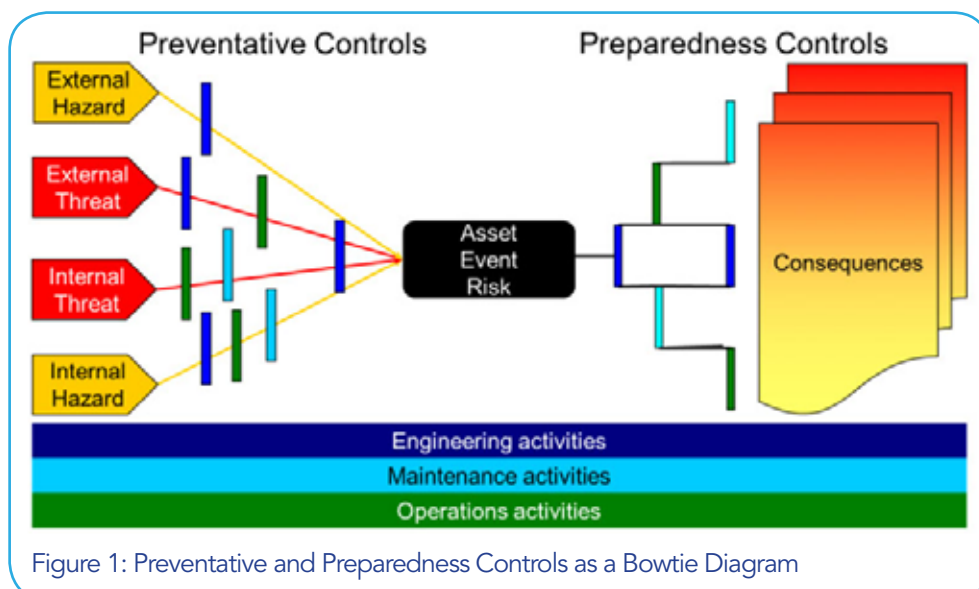 Preventative Controls
Preparedness Controls
External
Hazard
External
Threat
Internal
Threat
Internal
Hazard
Asset
Event
Risk
Consequences
Engineering activities
Maintenance activities
Operations activities
Figure 1: Preventative and Preparedness Controls as a Bowtie Diagram